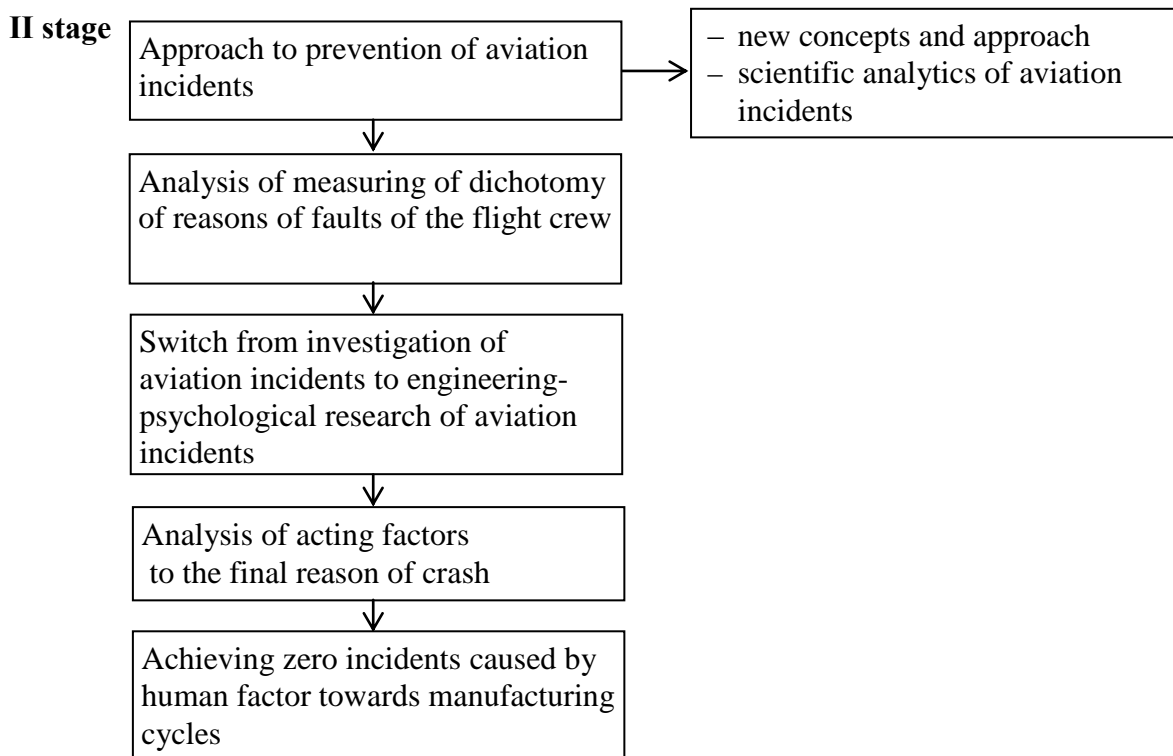 II stage
Approach to prevention of aviation
incidents
– new concepts and approach
– scientific analytics of aviation
incidents
Analysis of measuring of dichotomy
of reasons of faults of the flight crew
Switch from investigation of
aviation incidents to engineering-
psychological research of aviation
incidents
Analysis of acting factors
to the final reason of crash
Achieving zero incidents caused by
human factor towards manufacturing
cycles